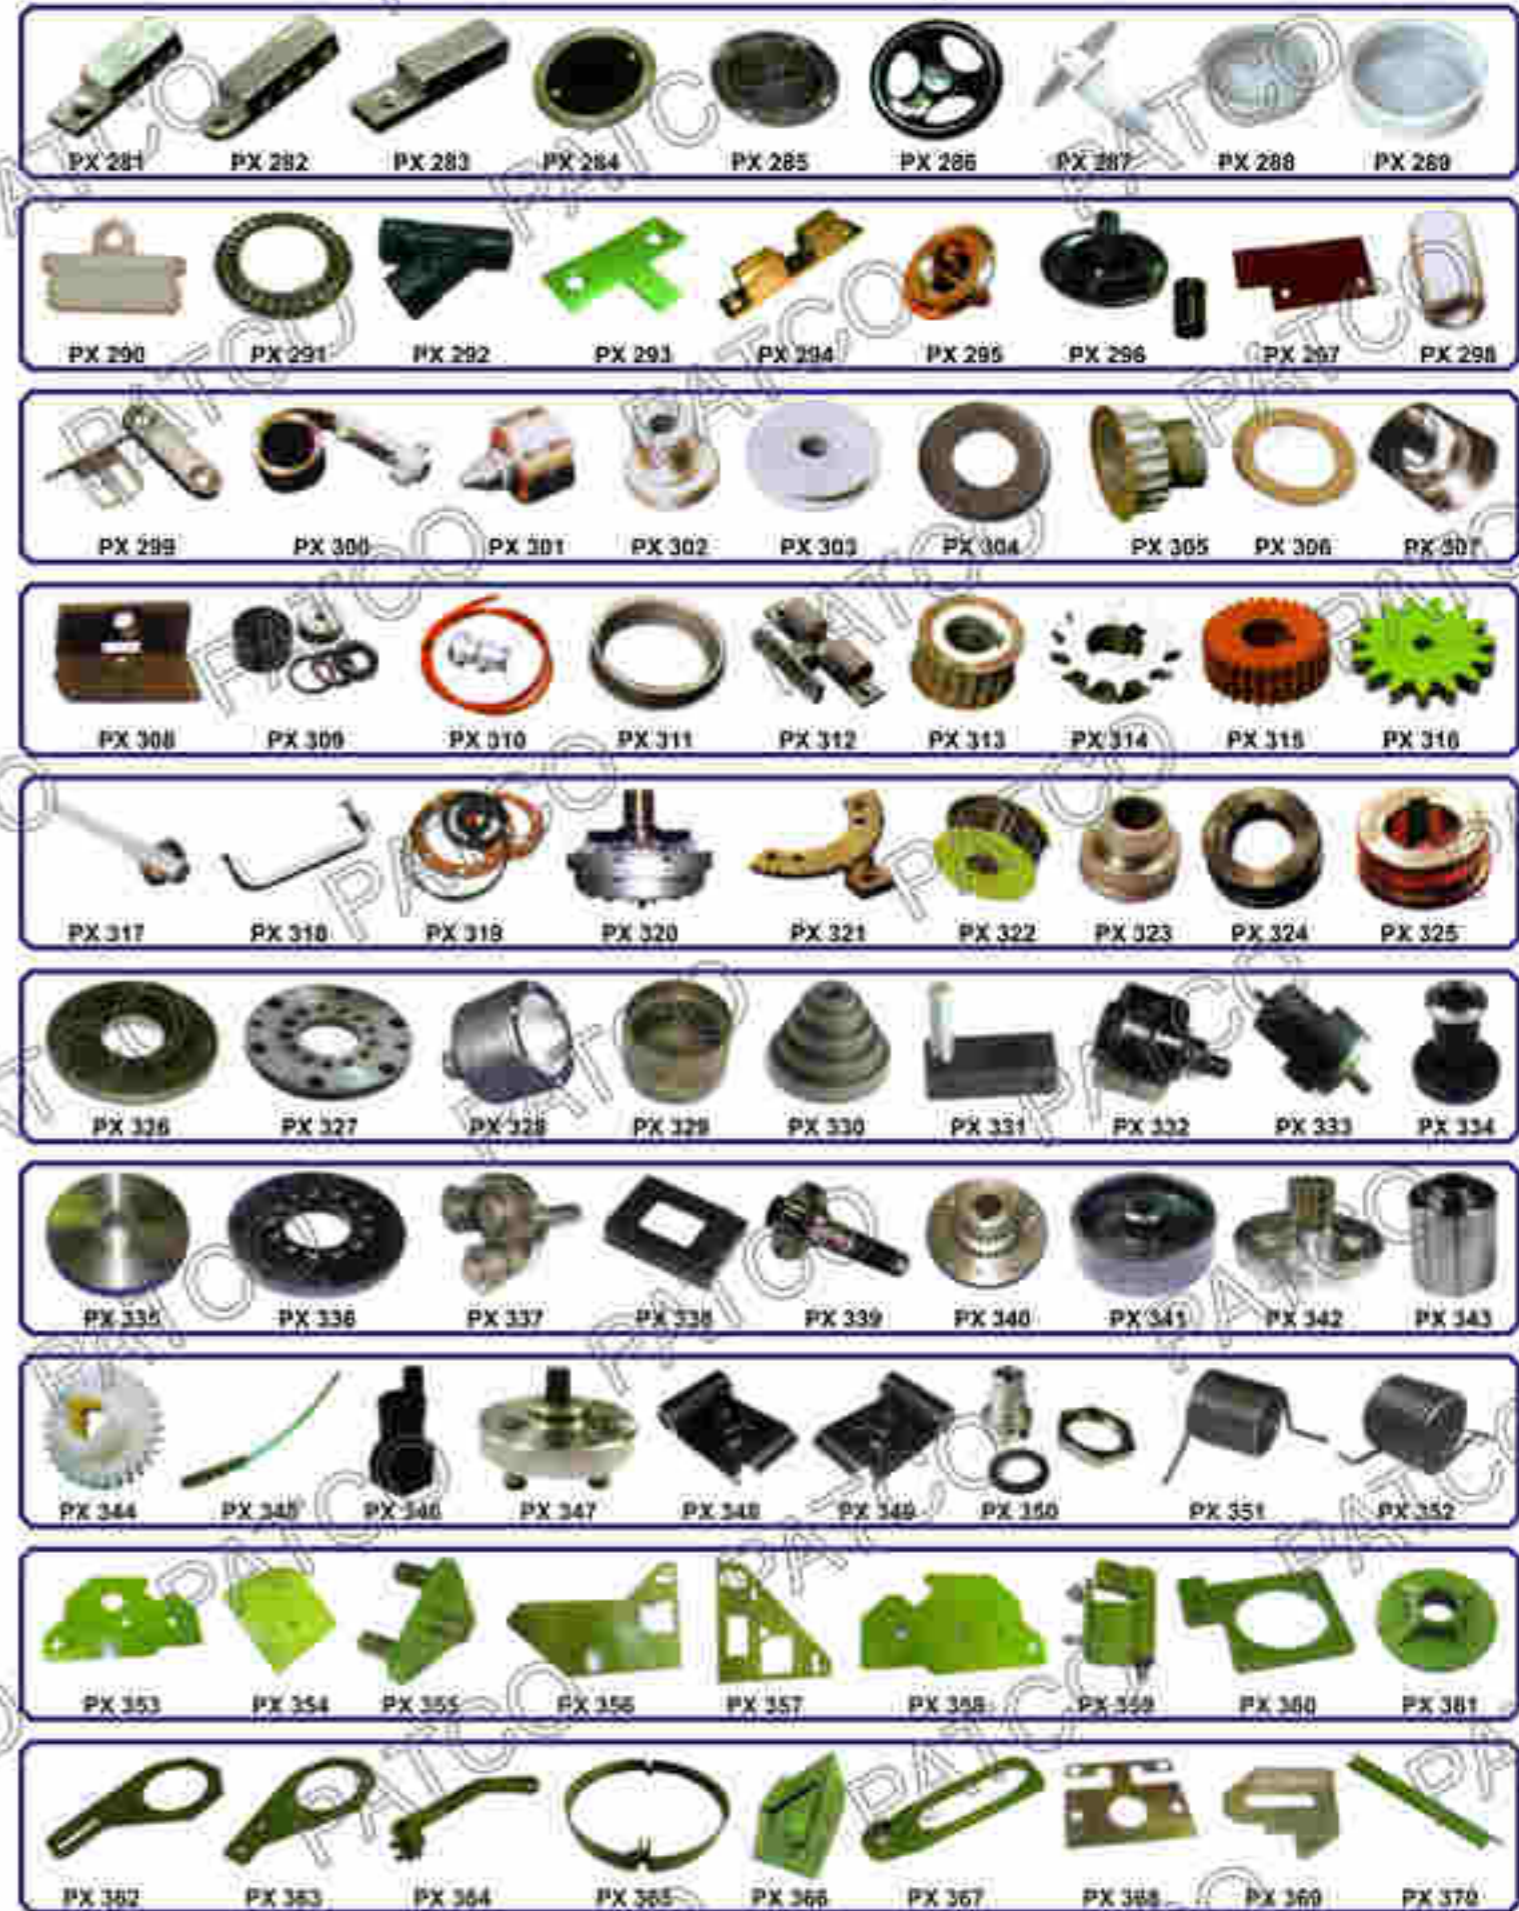 PX 281 PX 282 PX 283 PX 284 PX 285 PX 286 PX 287 PX 288 PX 289
PX 290 PX 291 PX 292 PX 293 PX 294 PX 295 PX 296 PX 297 PX 298
PX 299 PX 300 PX 301 PX 302 PX 303 PX 304 PX 305 PX 306 PX 307
PX 308 PX 309 PX 310 PX 311 PX 312 PX 313 PX 314 PX 315 PX 316
PX 317 PX 318 PX 319 PX 320 PX 321 PX 322 PX 323 PX 324 PX 325
PX 326 PX 327 PX 328 PX 329 PX 330 PX 331 PX 332 PX 333 PX 334
PX 335 PX 336 PX 337 PX 338 PX 339 PX 340 PX 341 PX 342 PX 343
PX 344 PX 345 PX 346 PX 347 PX 348 PX 349 PX 350 PX 351 PX 352
PX 353 PX 354 PX 355 PX 356 PX 357 PX 358 PX 359 PX 360 PX 361
PX 362 PX 363 PX 364 PX 365 PX 366 PX 367 PX 368 PX 369 PX 370
PATCO